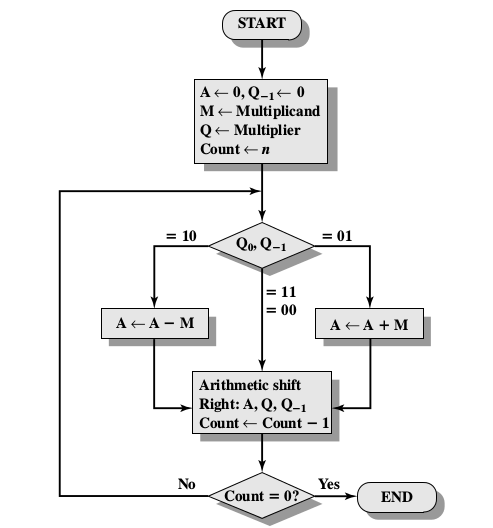 START
A ← 0, Q₋₁ ← 0
M ← Multiplicand
Q ← Multiplier
Count ← n
= 10
Q₀, Q₋₁
= 01
= 11
= 00
A ← A − M
A ← A + M
Arithmetic shift
Right: A, Q, Q₋₁
Count ← Count − 1
No
Count = 0?
Yes
END